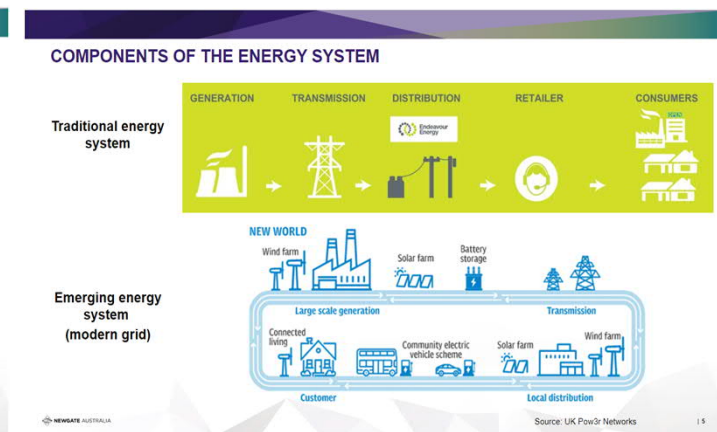 COMPONENTS OF THE ENERGY SYSTEM
Traditional energy
system
GENERATION
TRANSMISSION
DISTRIBUTION
RETAILER
CONSUMERS
Endeavour
Energy
Emerging energy
system
(modern grid)
NEW WORLD
Wind farm
Solar farm
Battery
storage
Large scale generation
Transmission
Connected
living
Community electric
vehicle scheme
Solar farm
Wind farm
Customer
Local distribution
NEWGATE AUSTRALIA
Source: UK Pow3r Networks
| 5